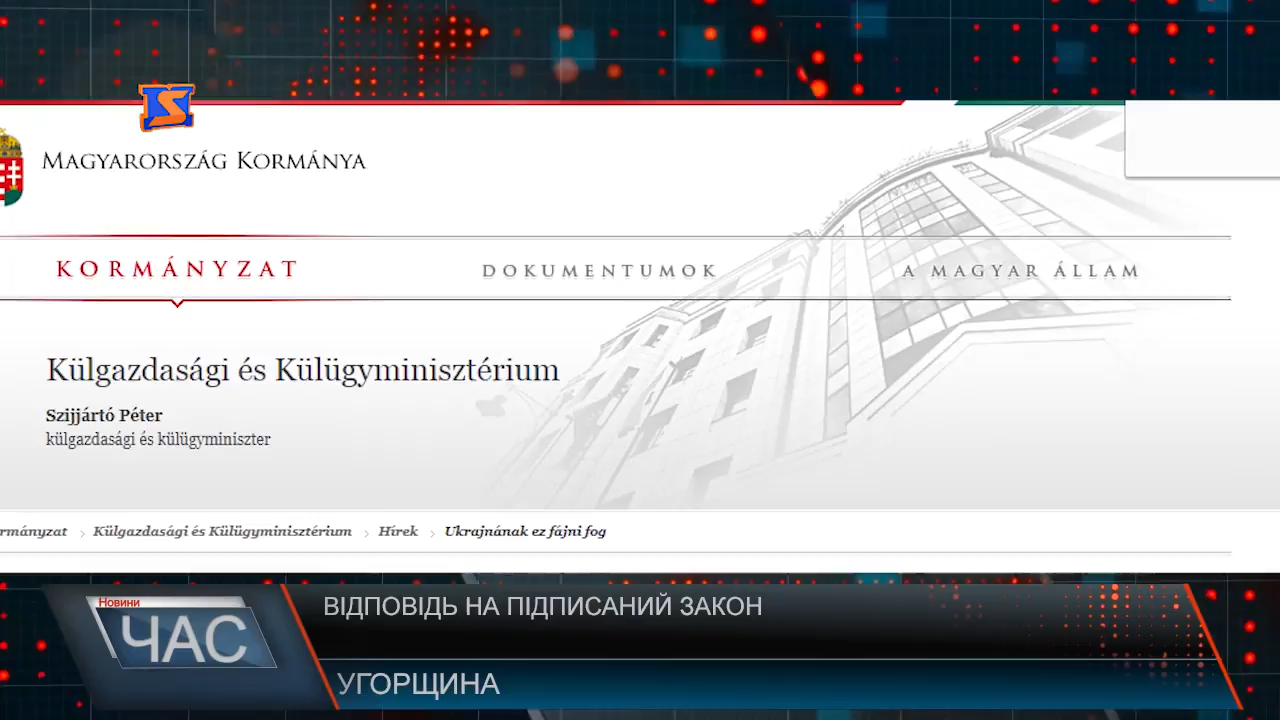 Magyarország Kormánya
KORMÁNYZAT
DOKUMENTUMOK
A MAGYAR ÁLLAM
Külgazdasági és Külügyminisztérium
Szijjártó Péter
külgazdasági és külügyminiszter
rmányzat > Külgazdasági és Külügyminisztérium > Hírek > Ukrajnának ez fájni fog
Новини
ЧАС
ВІДПОВІДЬ НА ПІДПИСАНИЙ ЗАКОН
УГОРЩИНА